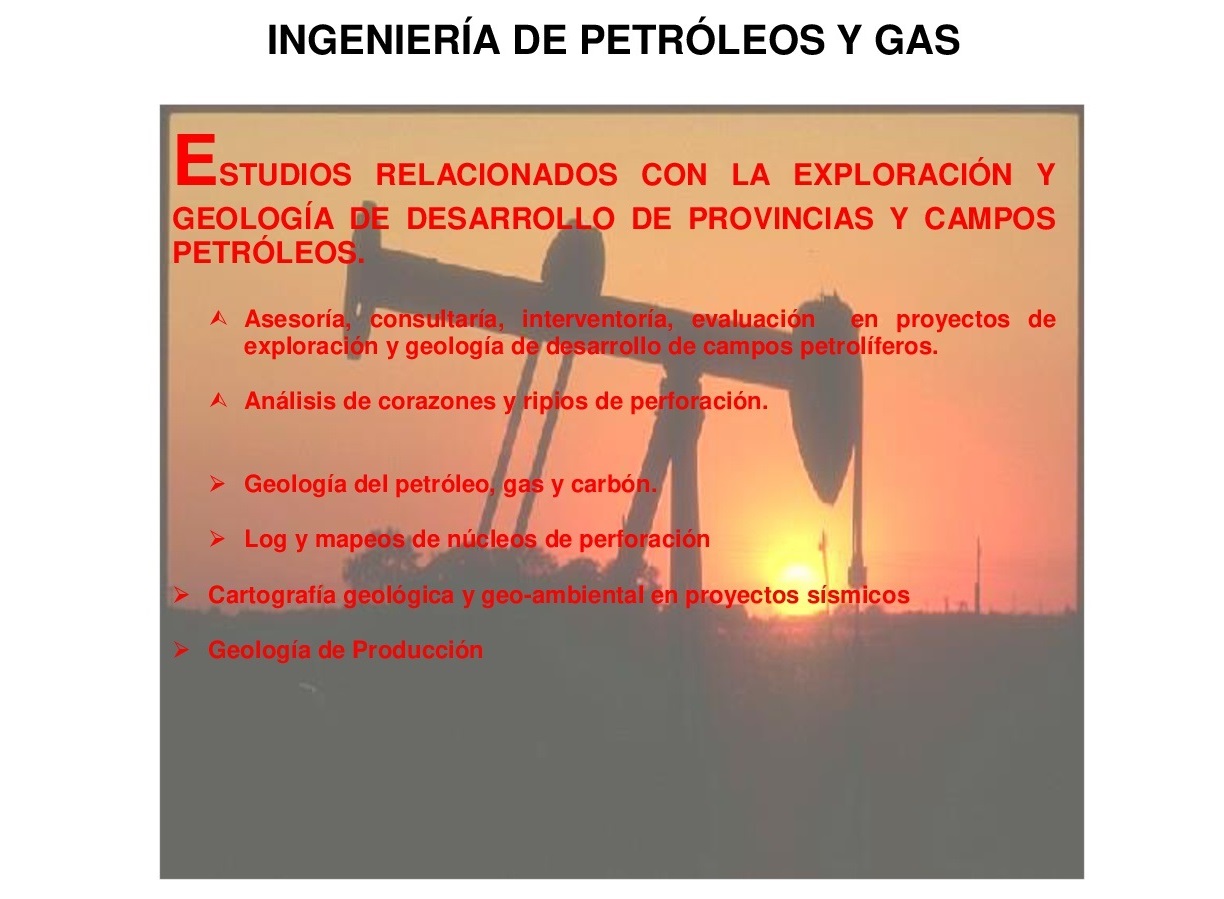 INGENIERÍA DE PETRÓLEOS Y GAS
ESTUDIOS RELACIONADOS CON LA EXPLORACIÓN Y
GEOLOGÍA DE DESARROLLO DE PROVINCIAS Y CAMPOS
PETRÓLEOS.
Asesoría, consultaría, interventoría, evaluación en proyectos de
exploración y geología de desarrollo de campos petrolíferos.
Análisis de corazones y ripios de perforación.
Geología del petróleo, gas y carbón.
Log y mapeos de núcleos de perforación
Cartografía geológica y geo-ambiental en proyectos sísmicos
Geología de Producción